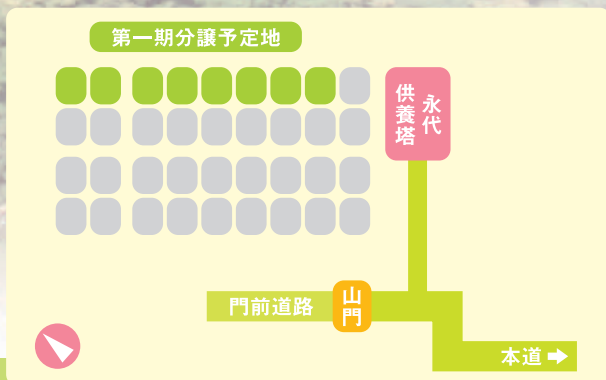 第一期分譲予定地
永代
供養塔
門前道路
山門
本道